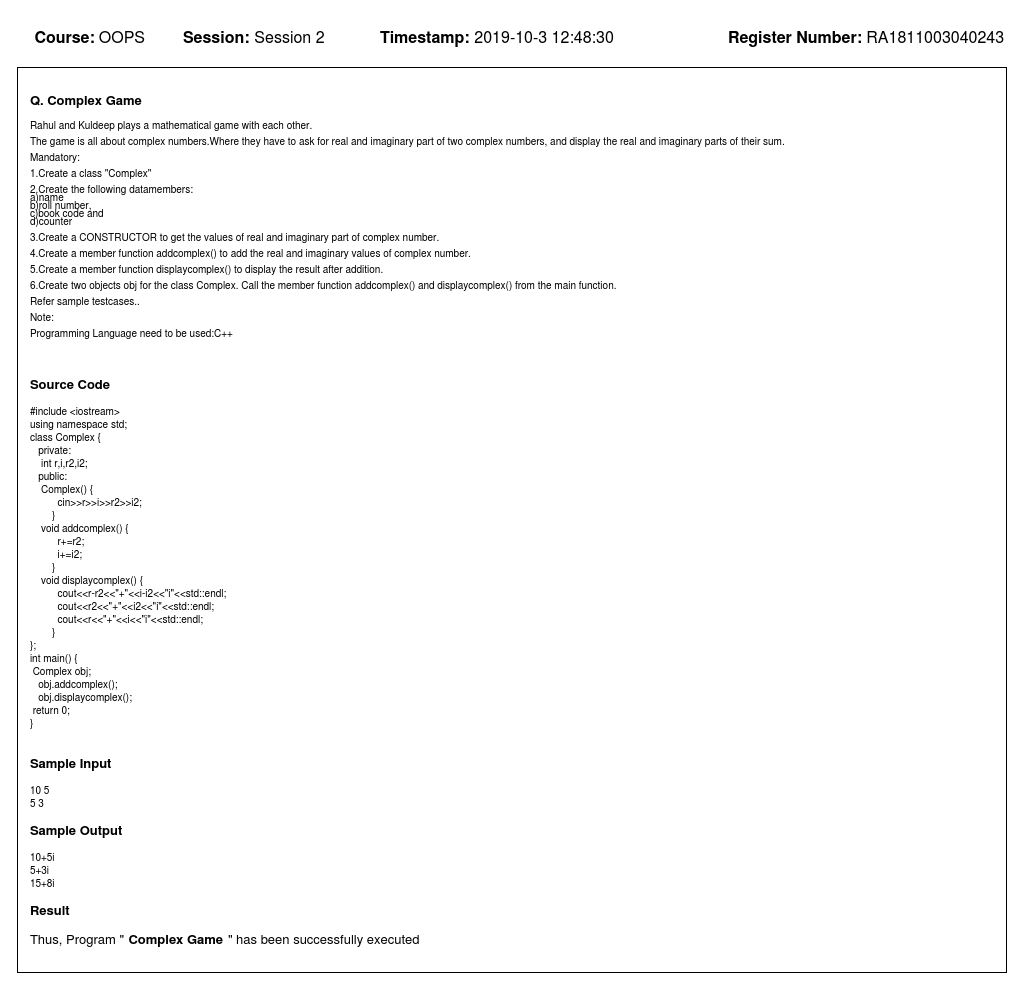 Course: OOPS Session: Session 2 Timestamp: 2019-10-3 12:48:30 Register Number: RA1811003040243
Q. Complex Game
Rahul and Kuldeep plays a mathematical game with each other.
The game is all about complex numbers.Where they have to ask for real and imaginary part of two complex numbers, and display the real and imaginary parts of their sum.
Mandatory:
1.Create a class "Complex"
2.Create the following datamembers:
a)name
b)roll number,
c)book code and
d)counter
3.Create a CONSTRUCTOR to get the values of real and imaginary part of complex number.
4.Create a member function addcomplex() to add the real and imaginary values of complex number.
5.Create a member function displaycomplex() to display the result after addition.
6.Create two objects obj for the class Complex. Call the member function addcomplex() and displaycomplex() from the main function.
Refer sample testcases..
Note:
Programming Language need to be used:C++
Source Code
#include <iostream>
using namespace std;
class Complex {
private:
int r,i,r2,i2;
public:
Complex() {
cin>>r>>i>>r2>>i2;
}
void addcomplex() {
r+=r2;
i+=i2;
}
void displaycomplex() {
cout<<r-r2<<"+"<<i-i2<<"i"<<std::endl;
cout<<r2<<"+"<<i2<<"i"<<std::endl;
cout<<r<<"+"<<i<<"i"<<std::endl;
}
};
int main() {
Complex obj;
obj.addcomplex();
obj.displaycomplex();
return 0;
}
Sample Input
10 5
5 3
Sample Output
10+5i
5+3i
15+8i
Result
Thus, Program " Complex Game " has been successfully executed